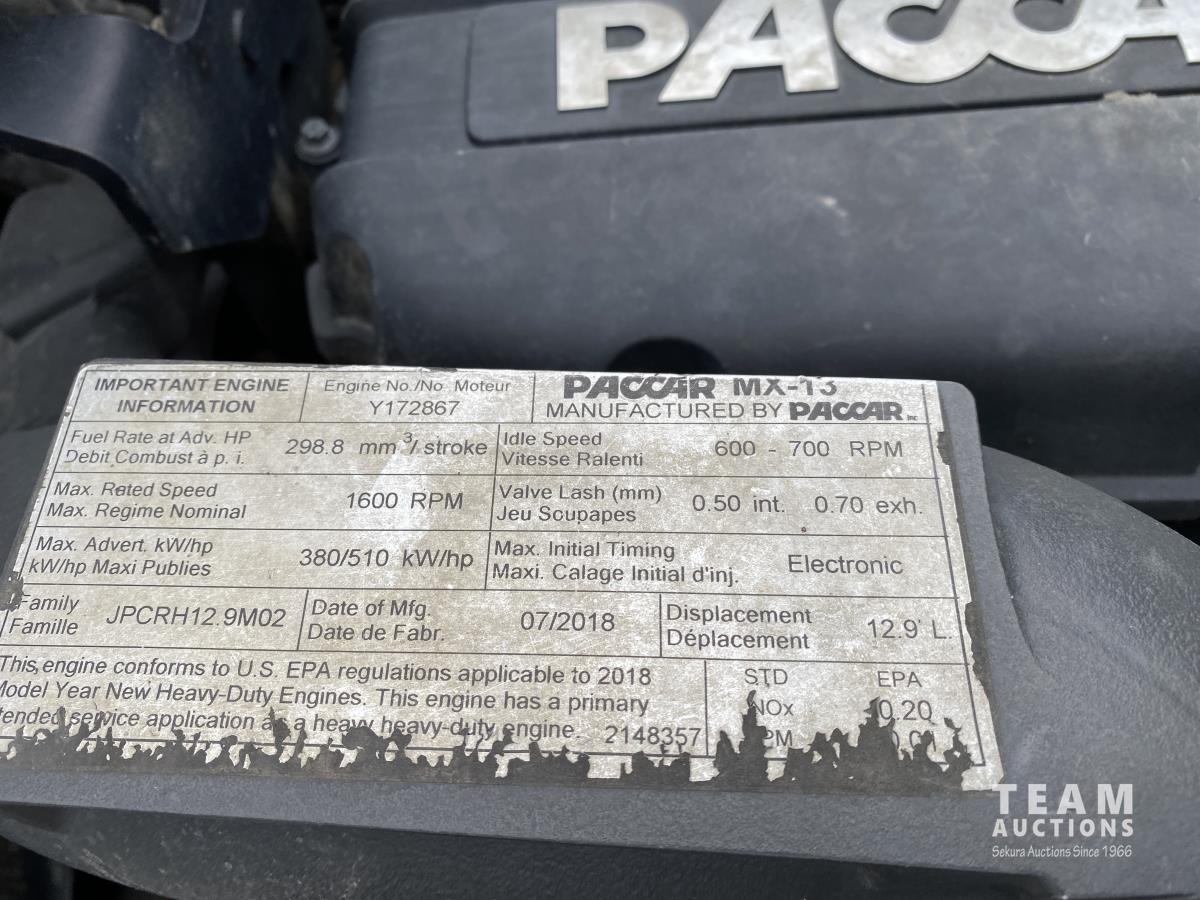 PACCA
IMPORTANT ENGINE
INFORMATION
Engine No./No. Moteur
Y172867
PACCAR MX-13
MANUFACTURED BY PACCAR INC
Fuel Rate at Adv. HP
Debit Combust à p. i.
298.8 mm³/ stroke
Idle Speed
Vitesse Ralenti
600 - 700 RPM
Max. Rated Speed
Max. Regime Nominal
1600 RPM
Valve Lash (mm)
Jeu Scupapes
0.50 int. 0.70 exh.
Max. Advert. kW/hp
kW/hp Maxi Publies
380/510 kW/hp
Max. Initial Timing
Maxi. Calage Initial d'inj.
Electronic
Family
Famille
JPCRH12.9M02
Date of Mfg.
Date de Fabr.
07/2018
Displacement
Déplacement
12.9 L.
This engine conforms to U.S. EPA regulations applicable to 2018
Model Year New Heavy-Duty Engines. This engine has a primary
tended service application as a heavy heavy-duty engine. 2148357
STD EPA
NOx 0.20
PM
TEAM
AUCTIONS
Sekura Auctions Since 1966